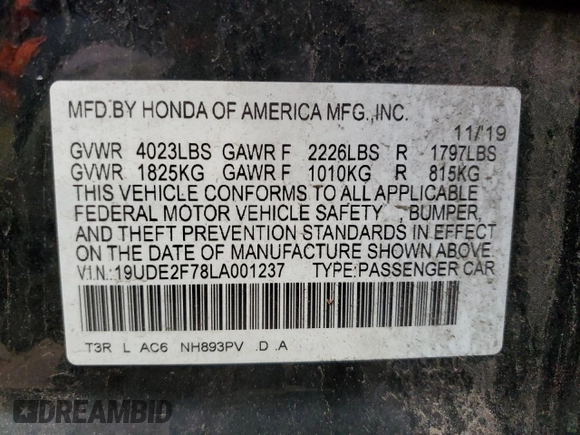 MFD.BY HONDA OF AMERICA MFG.,INC.
11/19
GVWR 4023LBS GAWR F 2226LBS R 1797LBS
GVWR 1825KG GAWR F 1010KG R 815KG
THIS VEHICLE CONFORMS TO ALL APPLICABLE
FEDERAL MOTOR VEHICLE SAFETY , BUMPER,
AND THEFT PREVENTION STANDARDS IN EFFECT
ON THE DATE OF MANUFACTURE SHOWN ABOVE.
V.I.N.:19UDE2F78LA001237 TYPE:PASSENGER CAR
T3R L AC6 NH893PV .D .A
DREAMBID